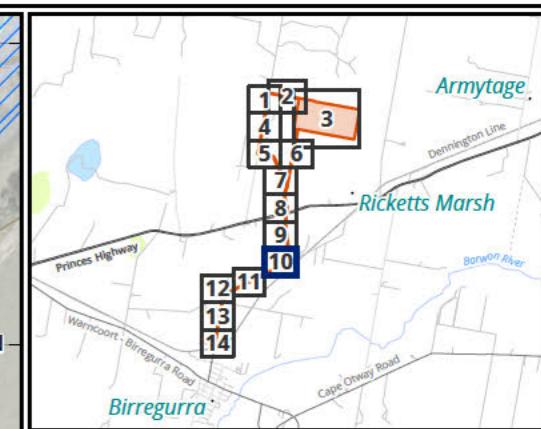 Armytage
1
2
3
4
Dennington Line
5
6
7
Ricketts Marsh
8
9
Princes Highway
Barwon River
10
11
12
13
14
Warncoort - Birregurra Road
Cape Otway Road
Birregurra